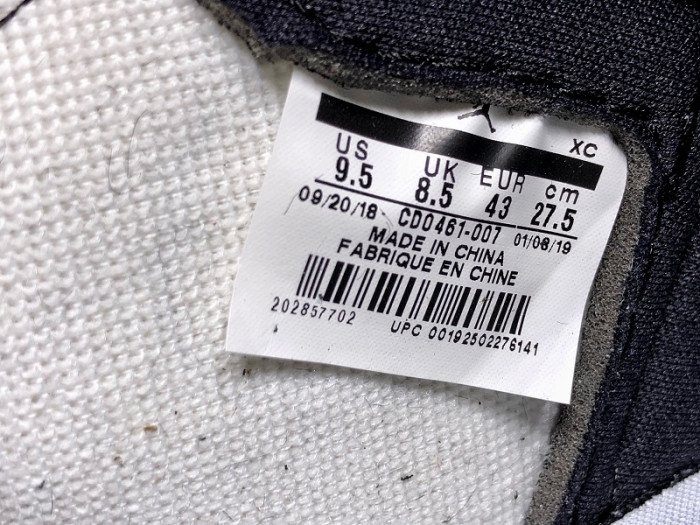 XC
US UK EUR cm
9.5 8.5 43 27.5
09/20/18 CD0461-007 01/08/19
MADE IN CHINA
FABRIQUE EN CHINE
202857702 UPC 00192502276141